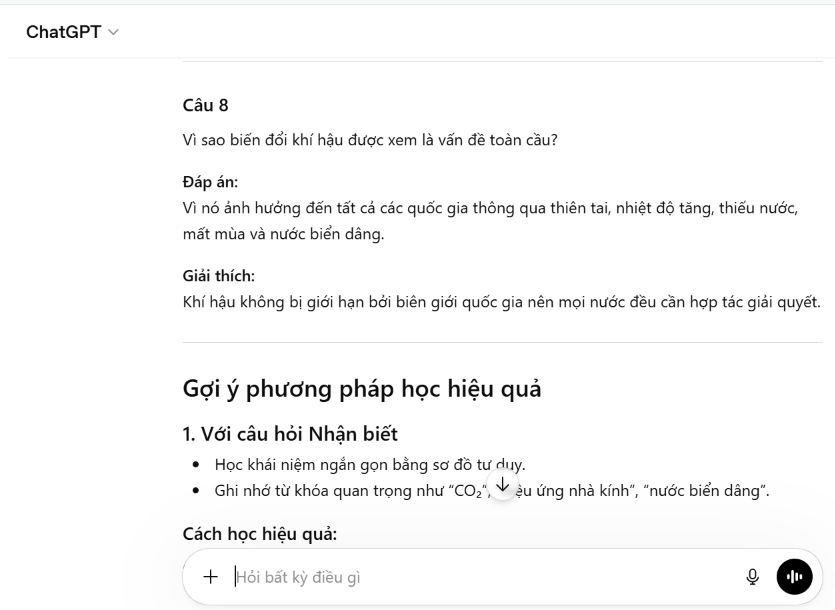 ChatGPT
Câu 8
Vì sao biến đổi khí hậu được xem là vấn đề toàn cầu?
Đáp án:
Vì nó ảnh hưởng đến tất cả các quốc gia thông qua thiên tai, nhiệt độ tăng, thiếu nước,
mất mùa và nước biển dâng.
Giải thích:
Khí hậu không bị giới hạn bởi biên giới quốc gia nên mọi nước đều cần hợp tác giải quyết.
Gợi ý phương pháp học hiệu quả
1. Với câu hỏi Nhận biết
• Học khái niệm ngắn gọn bằng sơ đồ tư duy.
• Ghi nhớ từ khóa quan trọng như “CO₂”, ứng nhà kính”, “nước biển dâng”.
Cách học hiệu quả:
Hỏi bất kỳ điều gì